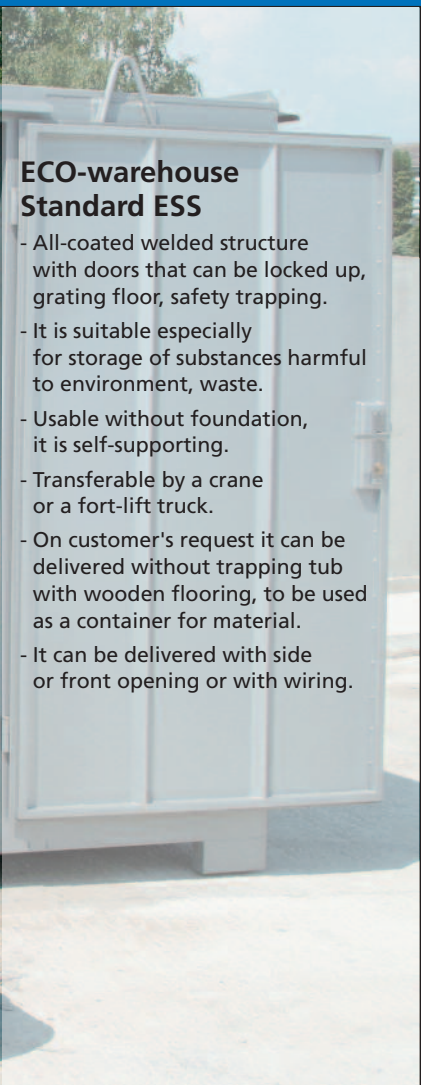 ECO-warehouse
Standard ESS
- All-coated welded structure
with doors that can be locked up,
grating floor, safety trapping.
- It is suitable especially
for storage of substances harmful
to environment, waste.
- Usable without foundation,
it is self-supporting.
- Transferable by a crane
or a fort-lift truck.
- On customer's request it can be
delivered without trapping tub
with wooden flooring, to be used
as a container for material.
- It can be delivered with side
or front opening or with wiring.